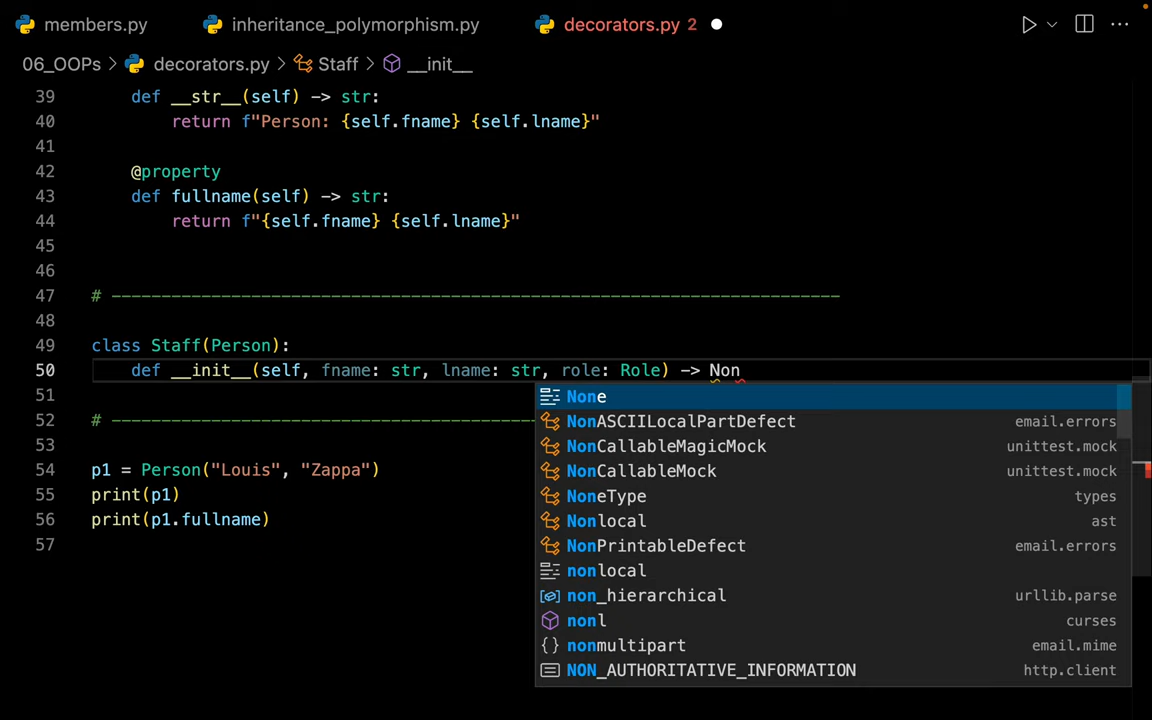 members.py inheritance_polymorphism.py decorators.py 2
06_OOPs > decorators.py > Staff > __init__
39 def __str__(self) -> str:
40 return f"Person: {self.fname} {self.lname}"
41
42 @property
43 def fullname(self) -> str:
44 return f"{self.fname} {self.lname}"
45
46
47 # -------------------------------------------------------------------------
48
49 class Staff(Person):
50 def __init__(self, fname: str, lname: str, role: Role) -> Non
51 None
52 # ------------------------------------------- NonASCIILocalPartDefect email.errors
53 NonCallableMagicMock unittest.mock
54 p1 = Person("Louis", "Zappa") NonCallableMock unittest.mock
55 print(p1) NoneType types
56 print(p1.fullname) Nonlocal ast
57 NonPrintableDefect email.errors
nonlocal
non_hierarchical urllib.parse
nonl curses
nonmultipart email.mime
NON_AUTHORITATIVE_INFORMATION http.client